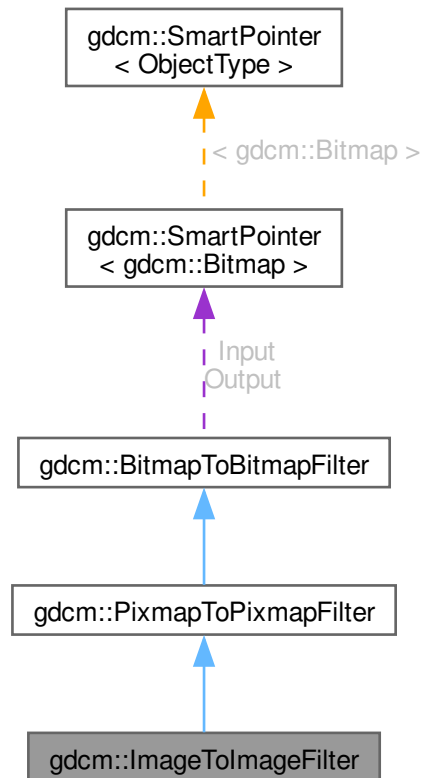 gdcm::SmartPointer
< ObjectType >
< gdcm::Bitmap >
gdcm::SmartPointer
< gdcm::Bitmap >
Input
Output
gdcm::BitmapToBitmapFilter
gdcm::PixmapToPixmapFilter
gdcm::ImageToImageFilter